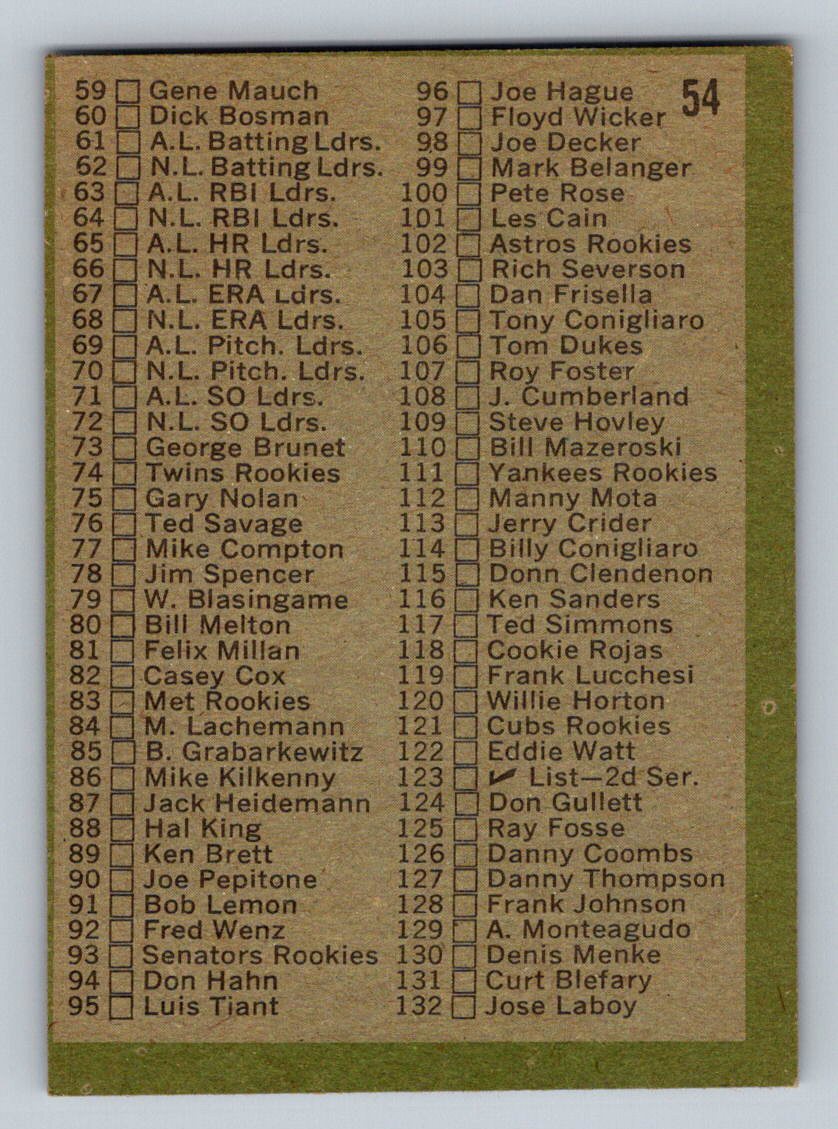 54
59 Gene Mauch
60 Dick Bosman
61 A.L. Batting Ldrs.
62 N.L. Batting Ldrs.
63 A.L. RBI Ldrs.
64 N.L. RBI Ldrs.
65 A.L. HR Ldrs.
66 N.L. HR Ldrs.
67 A.L. ERA Ldrs.
68 N.L. ERA Ldrs.
69 A.L. Pitch. Ldrs.
70 N.L. Pitch. Ldrs.
71 A.L. SO Ldrs.
72 N.L. SO Ldrs.
73 George Brunet
74 Twins Rookies
75 Gary Nolan
76 Ted Savage
77 Mike Compton
78 Jim Spencer
79 W. Blasingame
80 Bill Melton
81 Felix Millan
82 Casey Cox
83 Met Rookies
84 M. Lachemann
85 B. Grabarkewitz
86 Mike Kilkenny
87 Jack Heidemann
88 Hal King
89 Ken Brett
90 Joe Pepitone
91 Bob Lemon
92 Fred Wenz
93 Senators Rookies
94 Don Hahn
95 Luis Tiant
96 Joe Hague
97 Floyd Wicker
98 Joe Decker
99 Mark Belanger
100 Pete Rose
101 Les Cain
102 Astros Rookies
103 Rich Severson
104 Dan Frisella
105 Tony Conigliaro
106 Tom Dukes
107 Roy Foster
108 J. Cumberland
109 Steve Hovley
110 Bill Mazeroski
111 Yankees Rookies
112 Manny Mota
113 Jerry Crider
114 Billy Conigliaro
115 Donn Clendenon
116 Ken Sanders
117 Ted Simmons
118 Cookie Rojas
119 Frank Lucchesi
120 Willie Horton
121 Cubs Rookies
122 Eddie Watt
123 ✔ List—2d Ser.
124 Don Gullett
125 Ray Fosse
126 Danny Coombs
127 Danny Thompson
128 Frank Johnson
129 A. Monteagudo
130 Denis Menke
131 Curt Blefary
132 Jose Laboy